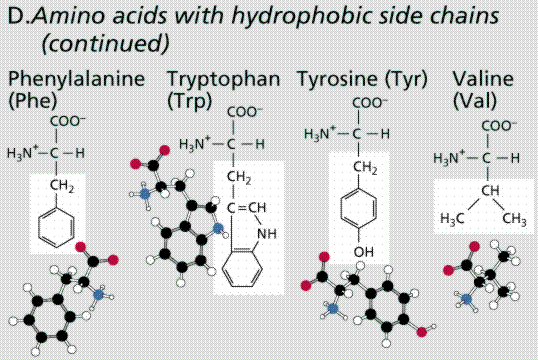 D.Amino acids with hydrophobic side chains
(continued)
Phenylalanine
(Phe)
Tryptophan
(Trp)
Tyrosine (Tyr)
Valine
(Val)
COO⁻
H₃N⁺–C–H
CH₂
COO⁻
H₃N⁺–C–H
CH₂
C=CH
NH
COO⁻
H₃N⁺–C–H
CH₂
OH
COO⁻
H₃N⁺–C–H
CH
H₃C CH₃